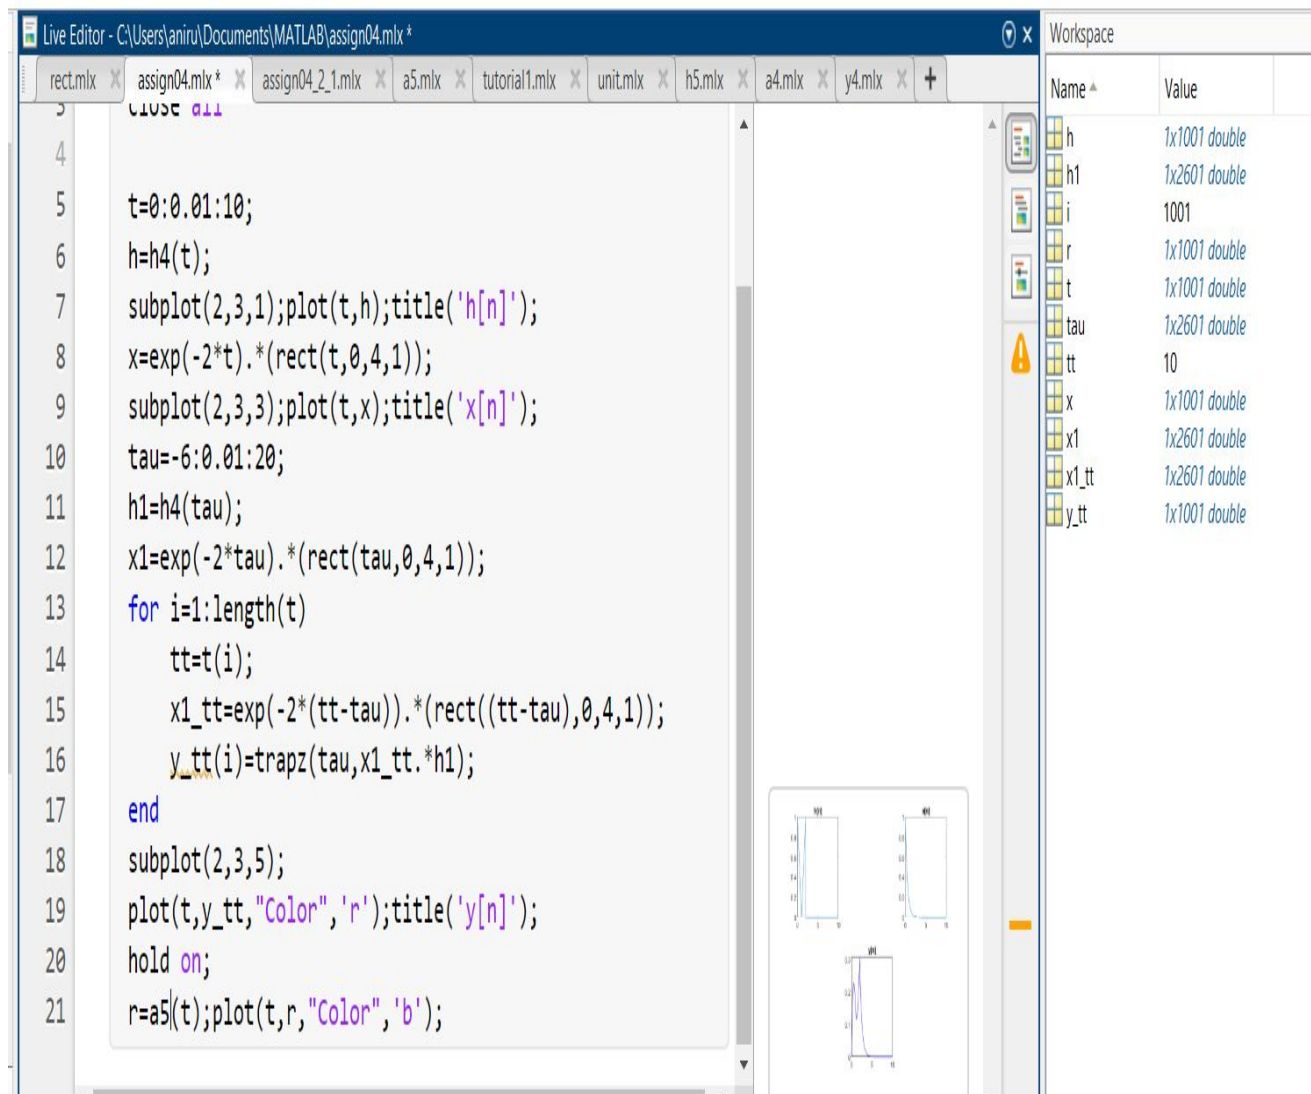 Live Editor - C:\Users\aniru\Documents\MATLAB\assign04.mlx *
Workspace
rect.mlx assign04.mlx * assign04_2_1.mlx a5.mlx tutorial1.mlx unit.mlx h5.mlx a4.mlx y4.mlx
3 close all
4
5 t=0:0.01:10;
6 h=h4(t);
7 subplot(2,3,1);plot(t,h);title('h[n]');
8 x=exp(-2*t).*(rect(t,0,4,1));
9 subplot(2,3,3);plot(t,x);title('x[n]');
10 tau=-6:0.01:20;
11 h1=h4(tau);
12 x1=exp(-2*tau).*(rect(tau,0,4,1));
13 for i=1:length(t)
14 tt=t(i);
15 x1_tt=exp(-2*(tt-tau)).*(rect((tt-tau),0,4,1));
16 y_tt(i)=trapz(tau,x1_tt.*h1);
17 end
18 subplot(2,3,5);
19 plot(t,y_tt,"Color",'r');title('y[n]');
20 hold on;
21 r=a5(t);plot(t,r,"Color",'b');
Name Value
h 1x1001 double
h1 1x2601 double
i 1001
r 1x1001 double
t 1x1001 double
tau 1x2601 double
tt 10
x 1x1001 double
x1 1x2601 double
x1_tt 1x2601 double
y_tt 1x1001 double